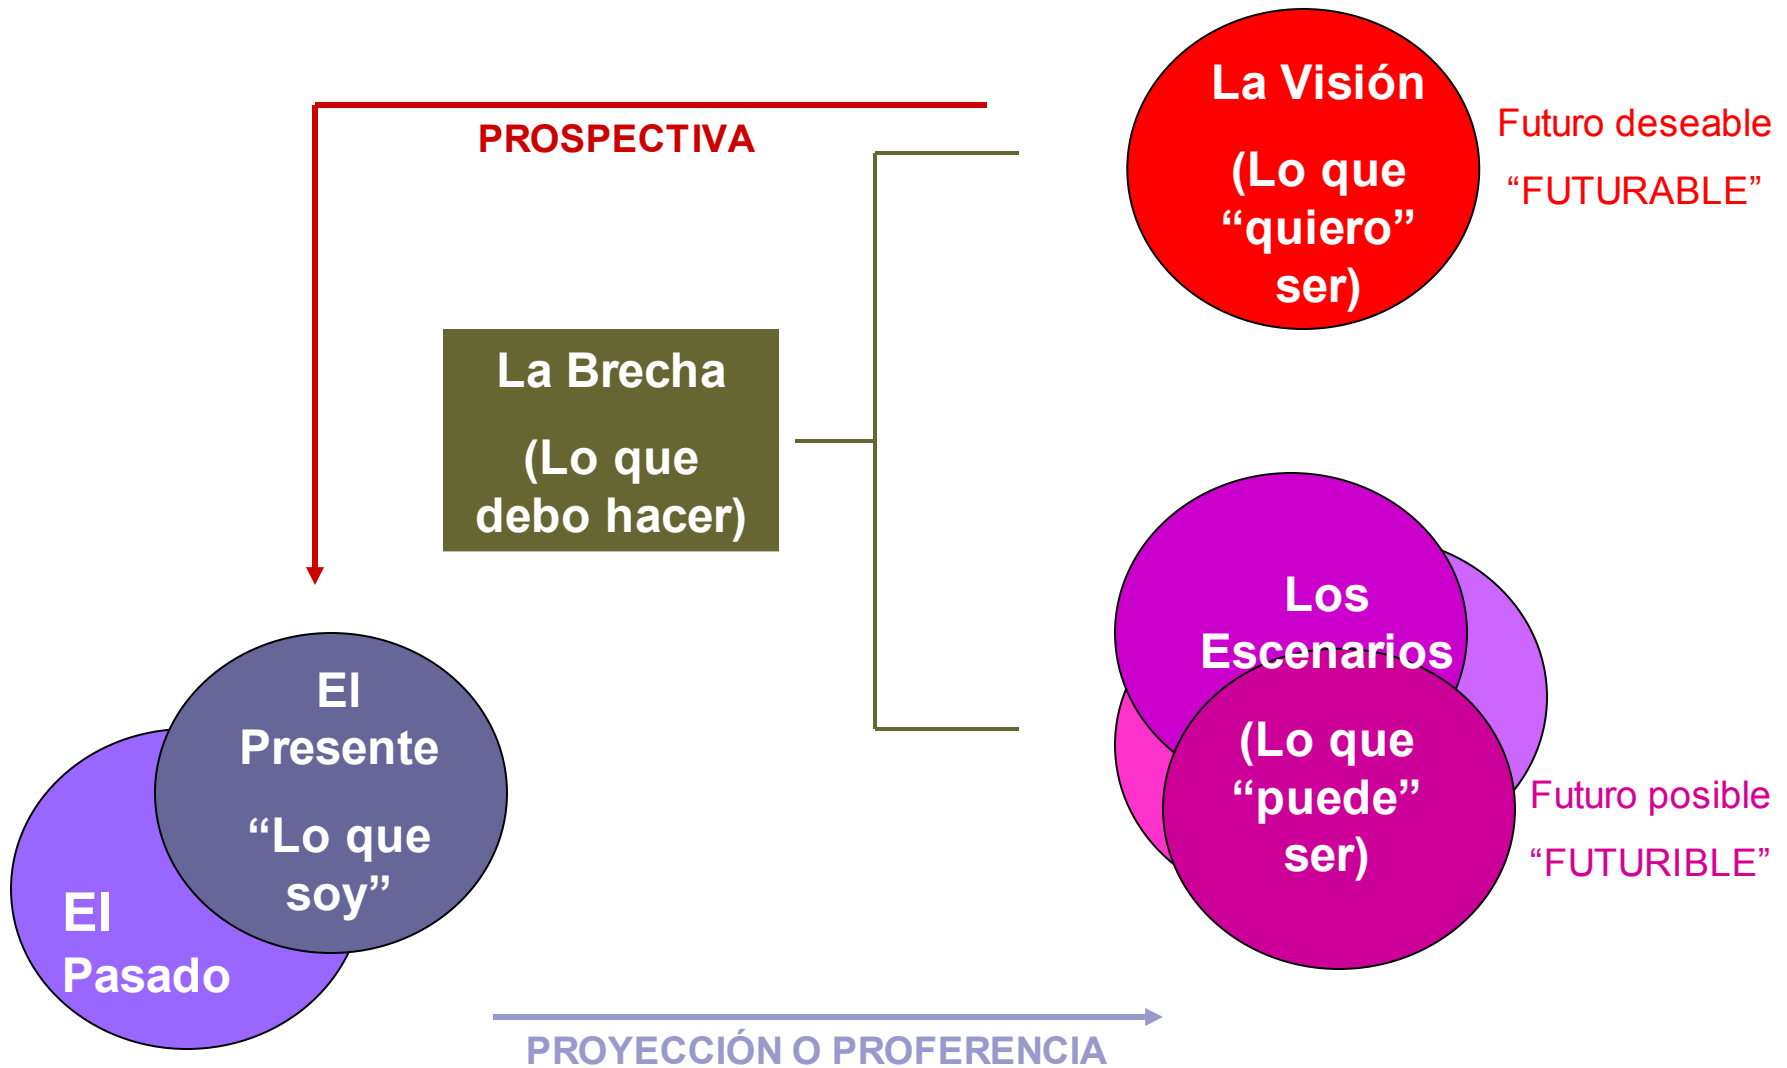 La Visión
(Lo que
“quiero”
ser)
Futuro deseable
“FUTURABLE”
PROSPECTIVA
La Brecha
(Lo que
debo hacer)
Los
Escenarios
(Lo que
“puede”
ser)
Futuro posible
“FUTURIBLE”
El
Presente
“Lo que
soy”
El
Pasado
PROYECCIÓN O PROFERENCIA